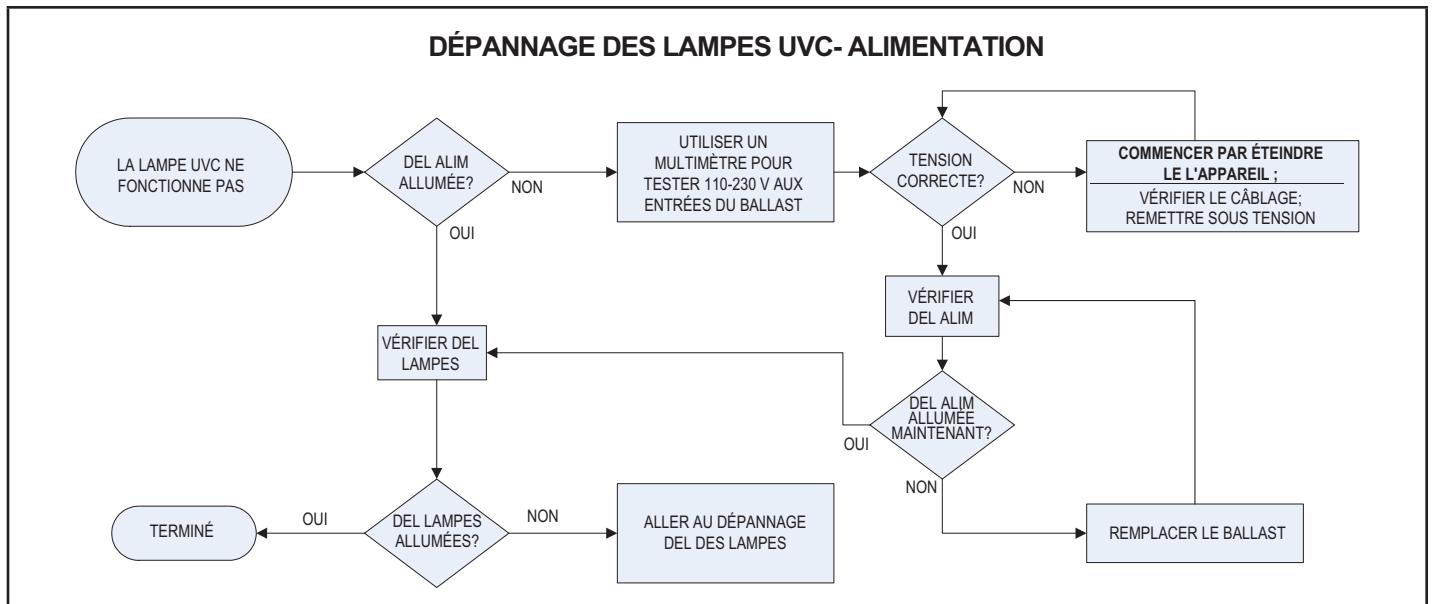 DÉPANNAGE DES LAMPES UVC- ALIMENTATION
LA LAMPE UVC NE
FONCTIONNE PAS
DEL ALIM
ALLUMÉE?
NON
OUI
UTILISER UN
MULTIMÈTRE POUR
TESTER 110-230 V AUX
ENTRÉES DU BALLAST
TENSION
CORRECTE?
NON
OUI
COMMENCER PAR ÉTEINDRE
LE L'APPAREIL ;
VÉRIFIER LE CÂBLAGE;
REMETTRE SOUS TENSION
VÉRIFIER
DEL ALIM
VÉRIFIER DEL
LAMPES
DEL ALIM
ALLUMÉE
MAINTENANT?
OUI
NON
REMPLACER LE BALLAST
DEL LAMPES
ALLUMÉES?
OUI
NON
TERMINÉ
ALLER AU DÉPANNAGE
DEL DES LAMPES